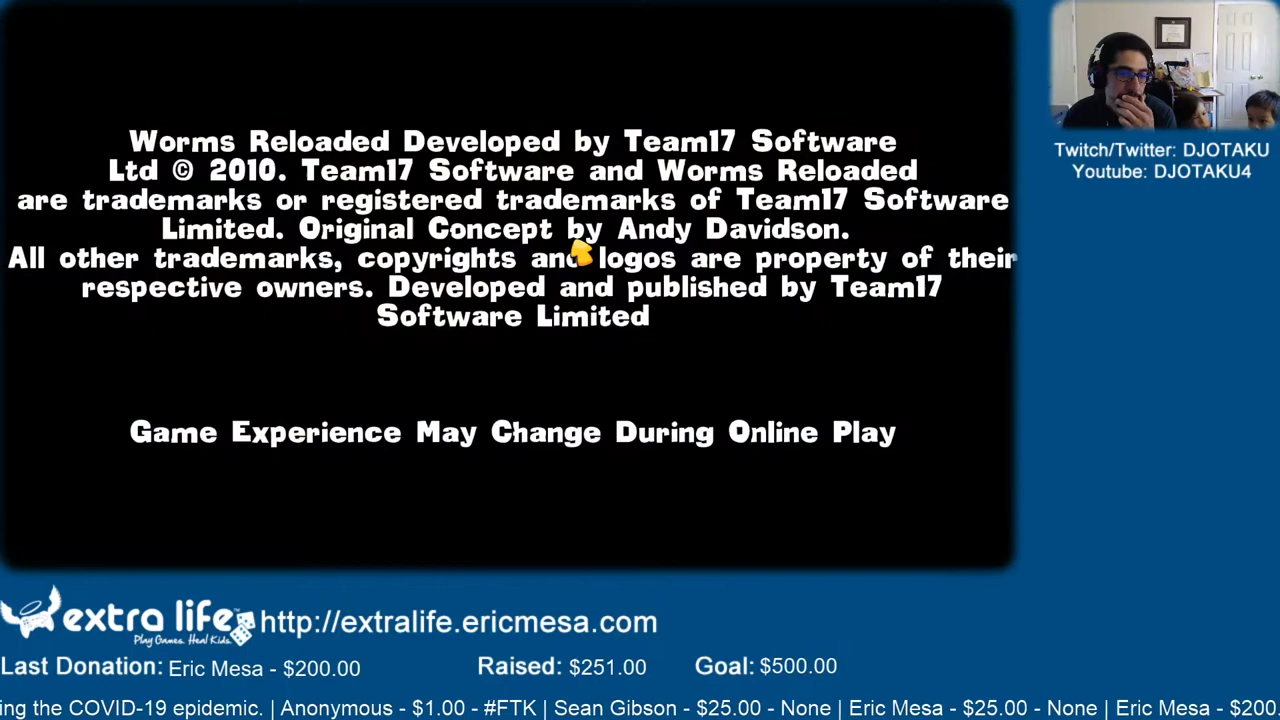 Worms Reloaded Developed by Team17 Software
Ltd © 2010. Team17 Software and Worms Reloaded
are trademarks or registered trademarks of Team17 Software
Limited. Original Concept by Andy Davidson.
All other trademarks, copyrights and logos are property of their
respective owners. Developed and published by Team17
Software Limited
Game Experience May Change During Online Play
Twitch/Twitter: DJOTAKU
Youtube: DJOTAKU4
extra life
Play Games. Heal Kids.
http://extralife.ericmesa.com
Last Donation: Eric Mesa - $200.00 Raised: $251.00 Goal: $500.00
ing the COVID-19 epidemic. | Anonymous - $1.00 - #FTK | Sean Gibson - $25.00 - None | Eric Mesa - $25.00 - None | Eric Mesa - $200